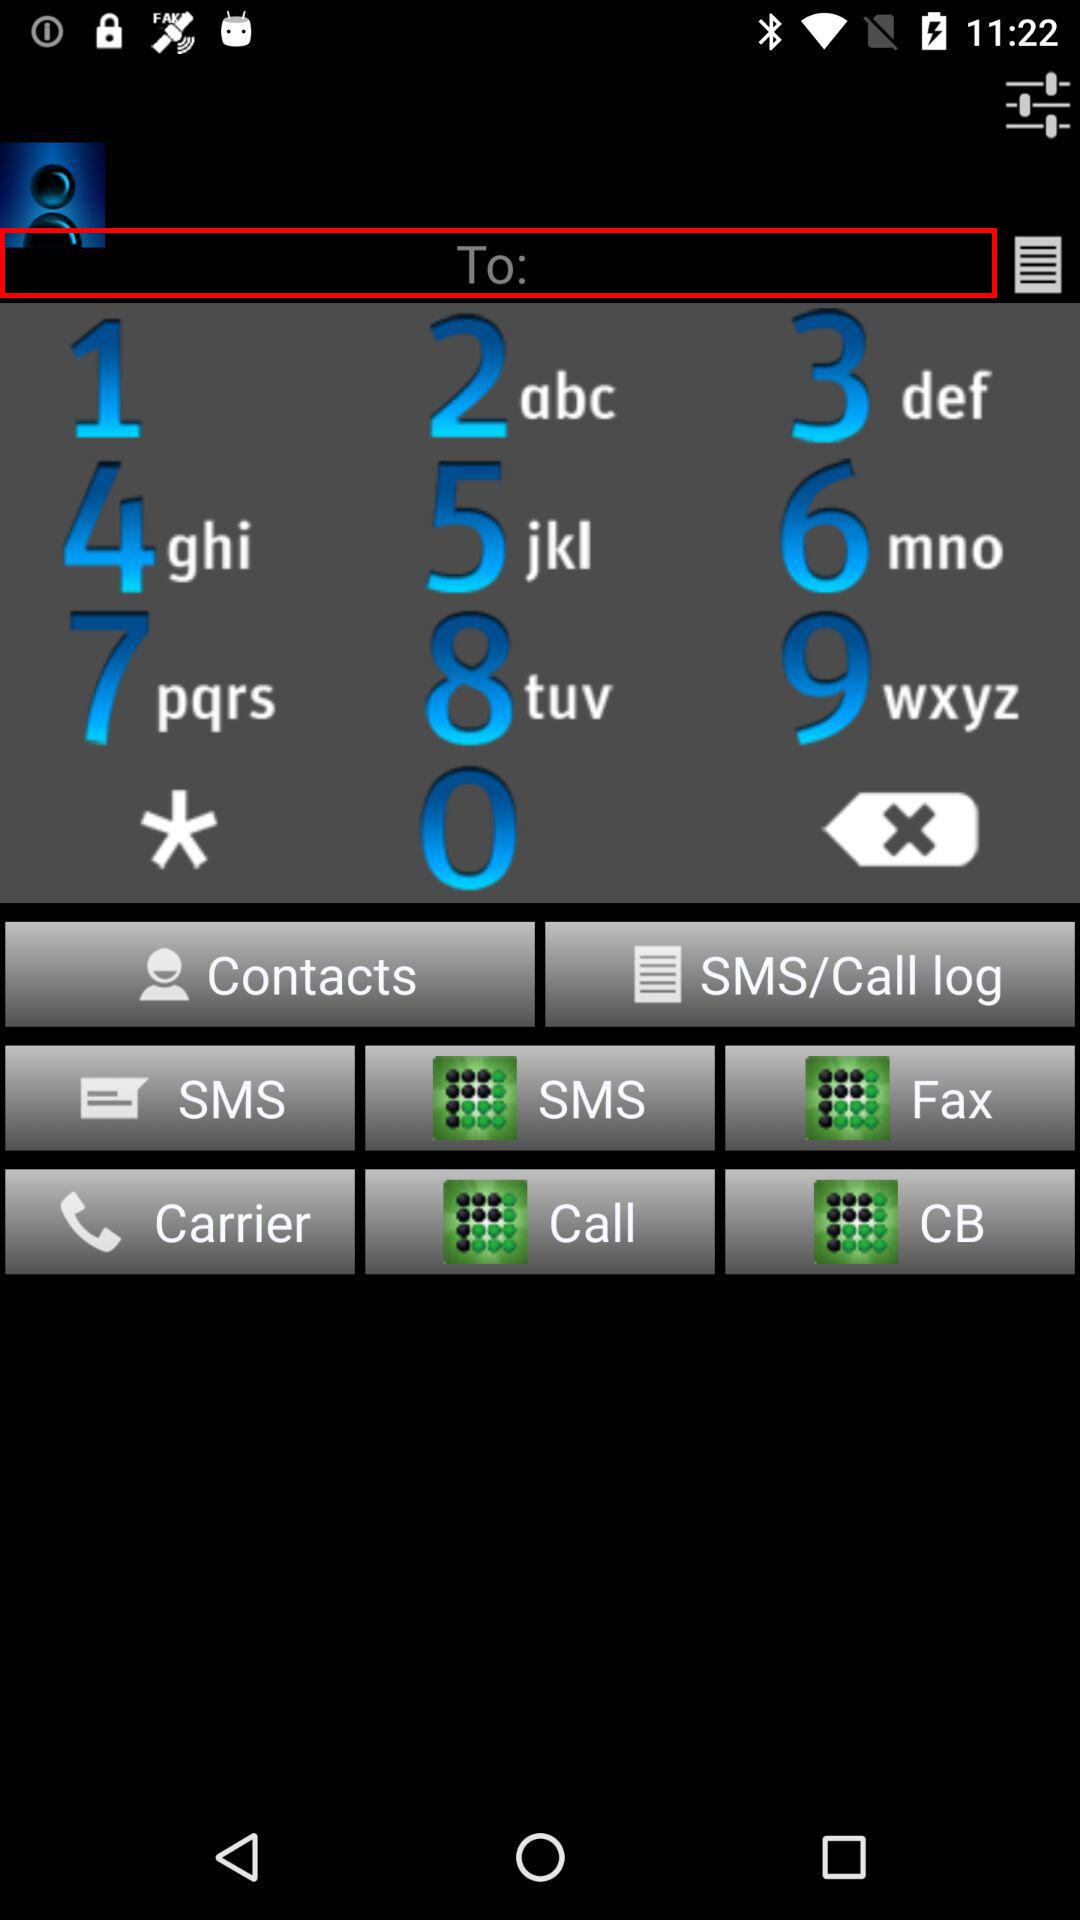 FAKE
11:22
To:
1 2 abc 3 def
4 ghi 5 jkl 6 mno
7 pqrs 8 tuv 9 wxyz
* 0
Contacts SMS/Call log
SMS SMS Fax
Carrier Call CB